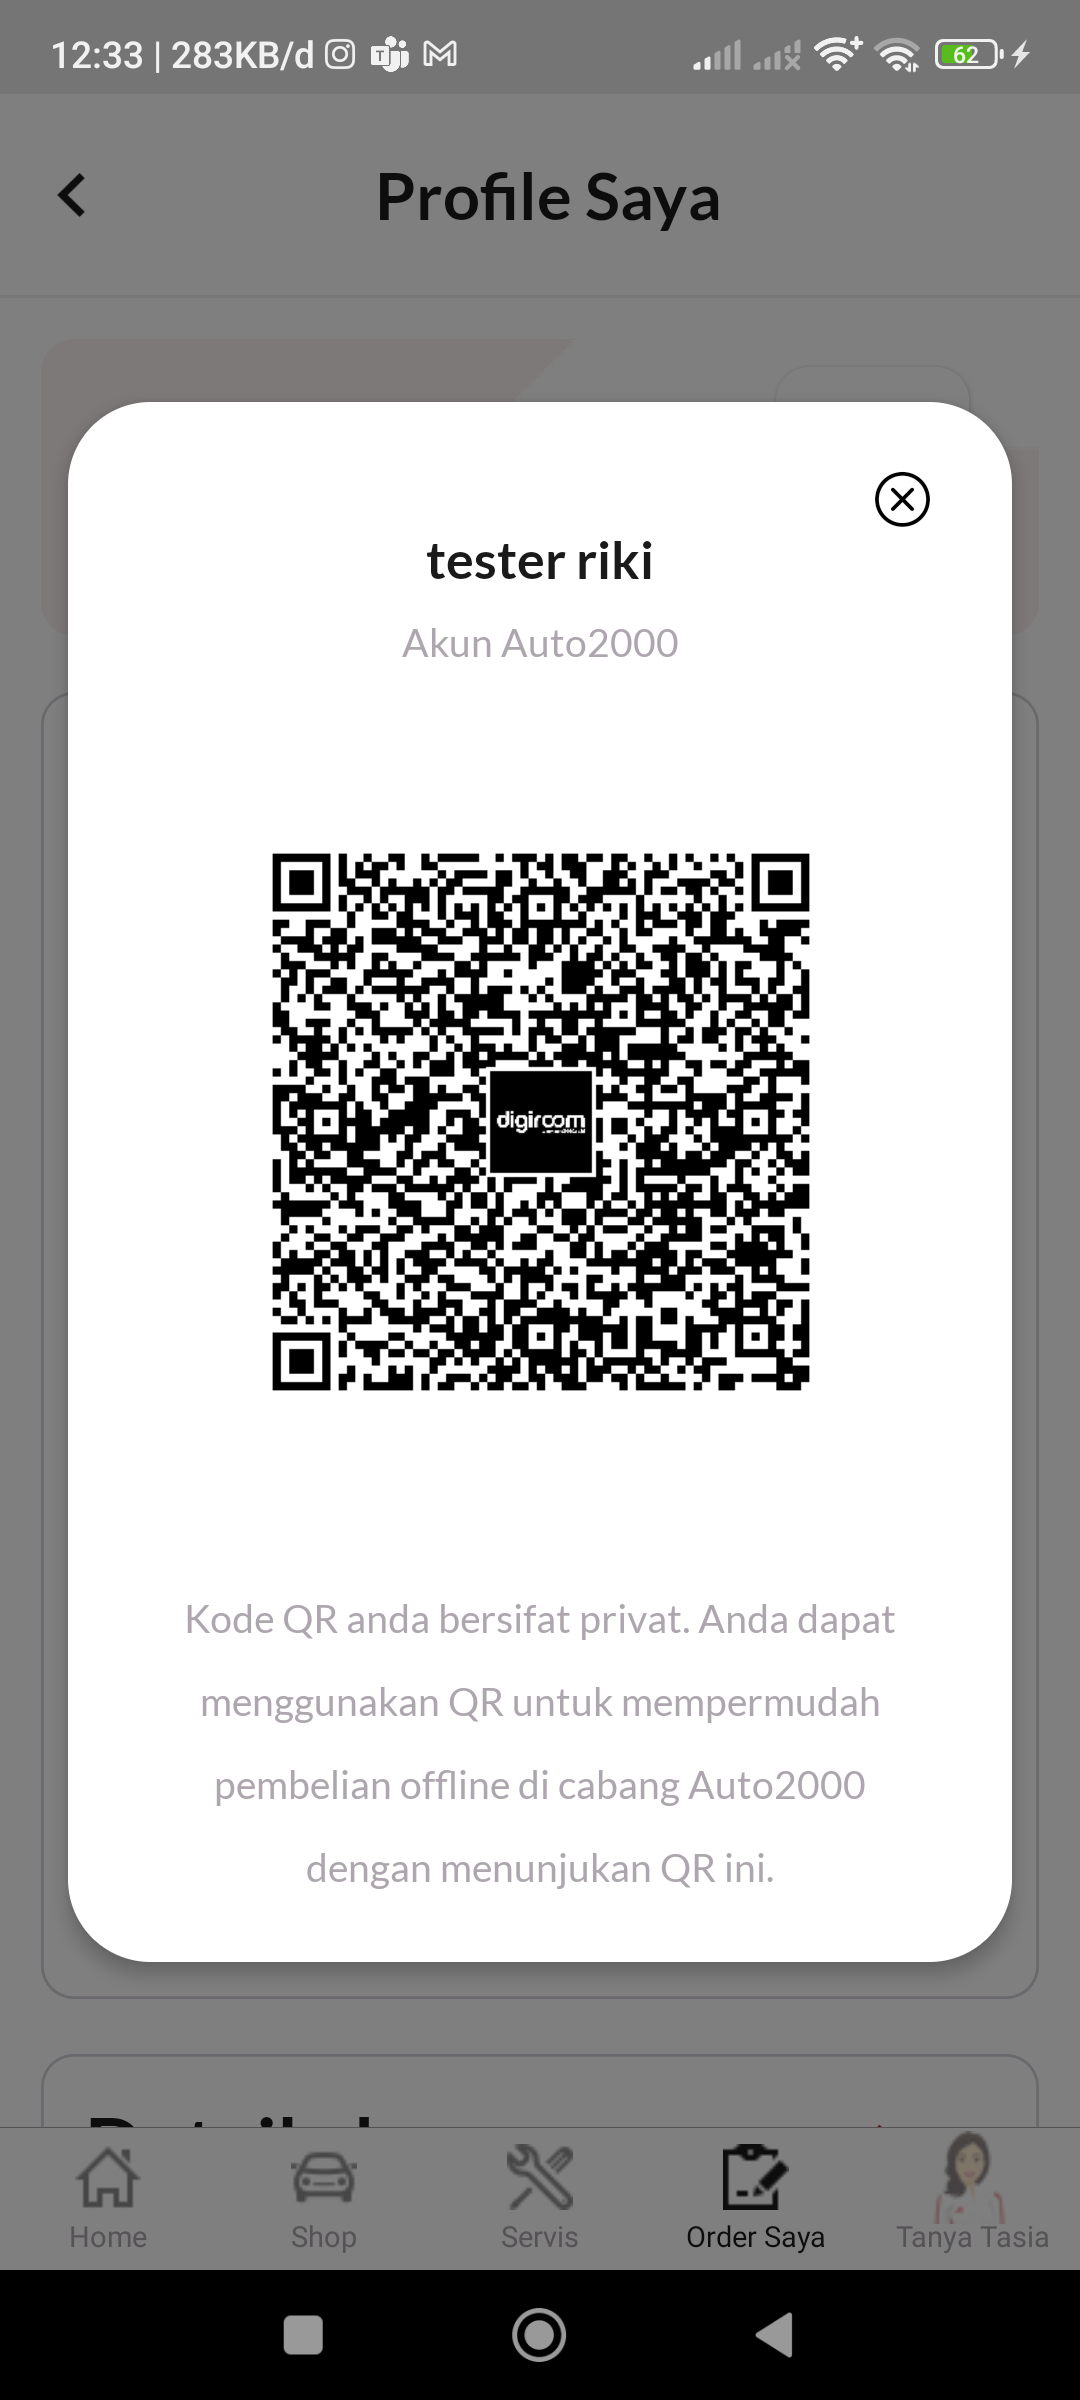 12:33 | 283KB/d
62
Profile Saya
tester riki
Akun Auto2000
digiroom
Kode QR anda bersifat privat. Anda dapat
menggunakan QR untuk mempermudah
pembelian offline di cabang Auto2000
dengan menunjukan QR ini.
Home
Shop
Servis
Order Saya
Tanya Tasia